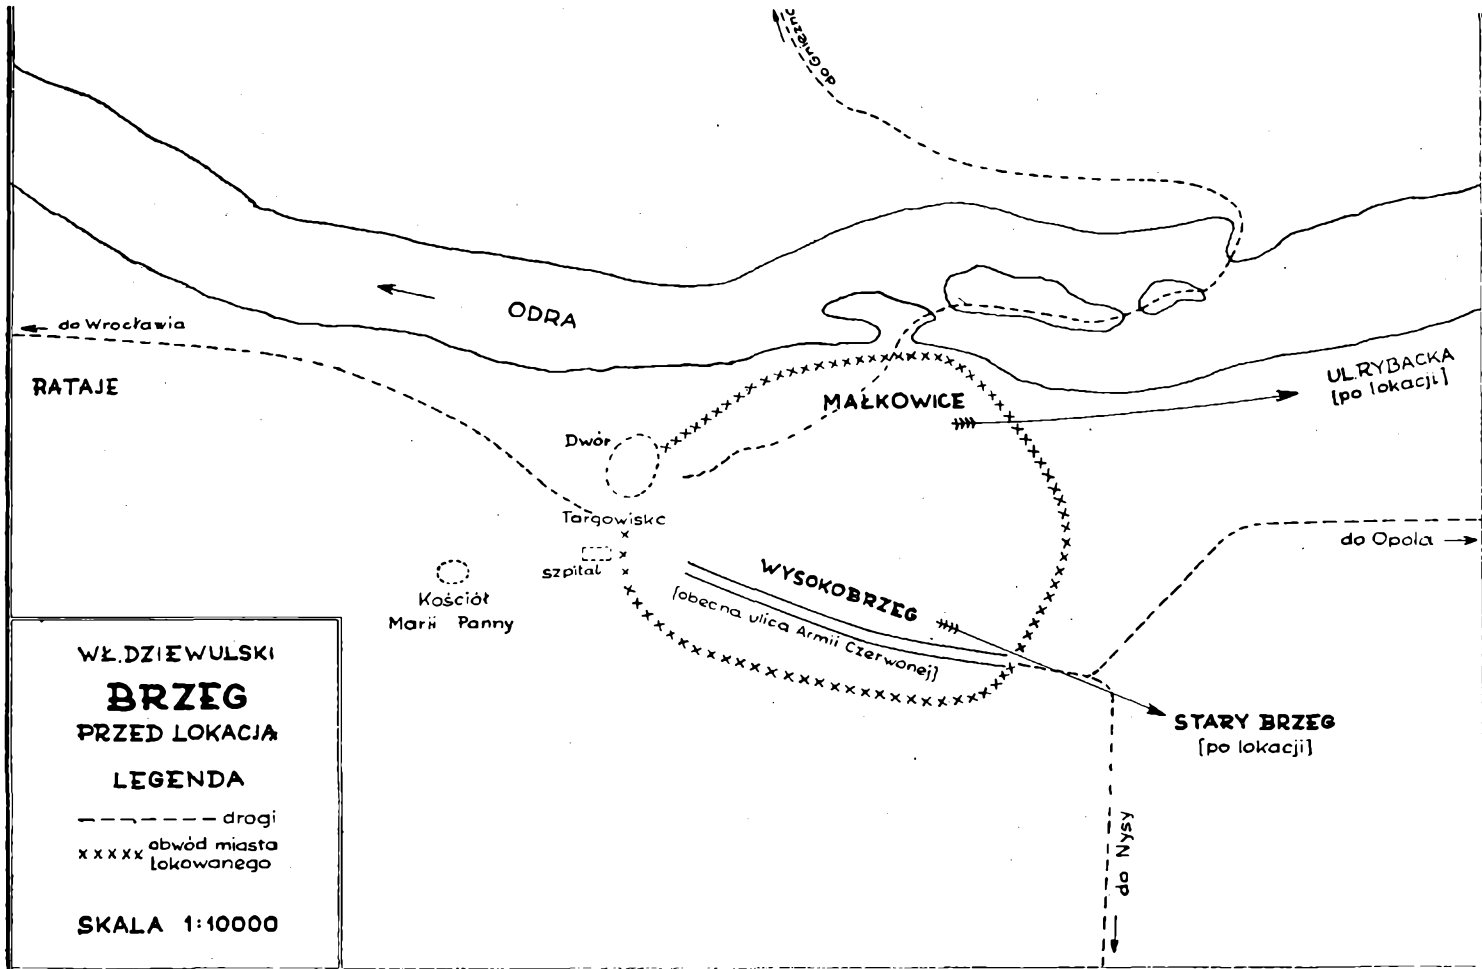 do Gniezna
ODRA
do Wrocławia
RATAJE
UL.RYBACKA
[po lokacji]
MAŁKOWICE
Dwór
Targowisko
do Opola
szpital
WYSOKOBRZEG
[obecna ulica Armii Czerwonej]
Kościół
Marii Panny
STARY BRZEG
[po lokacji]
do Nysy
WŁ.DZIEWULSKI
BRZEG
PRZED LOKACJĄ
LEGENDA
drogi
obwód miasta
lokowanego
SKALA 1:10000